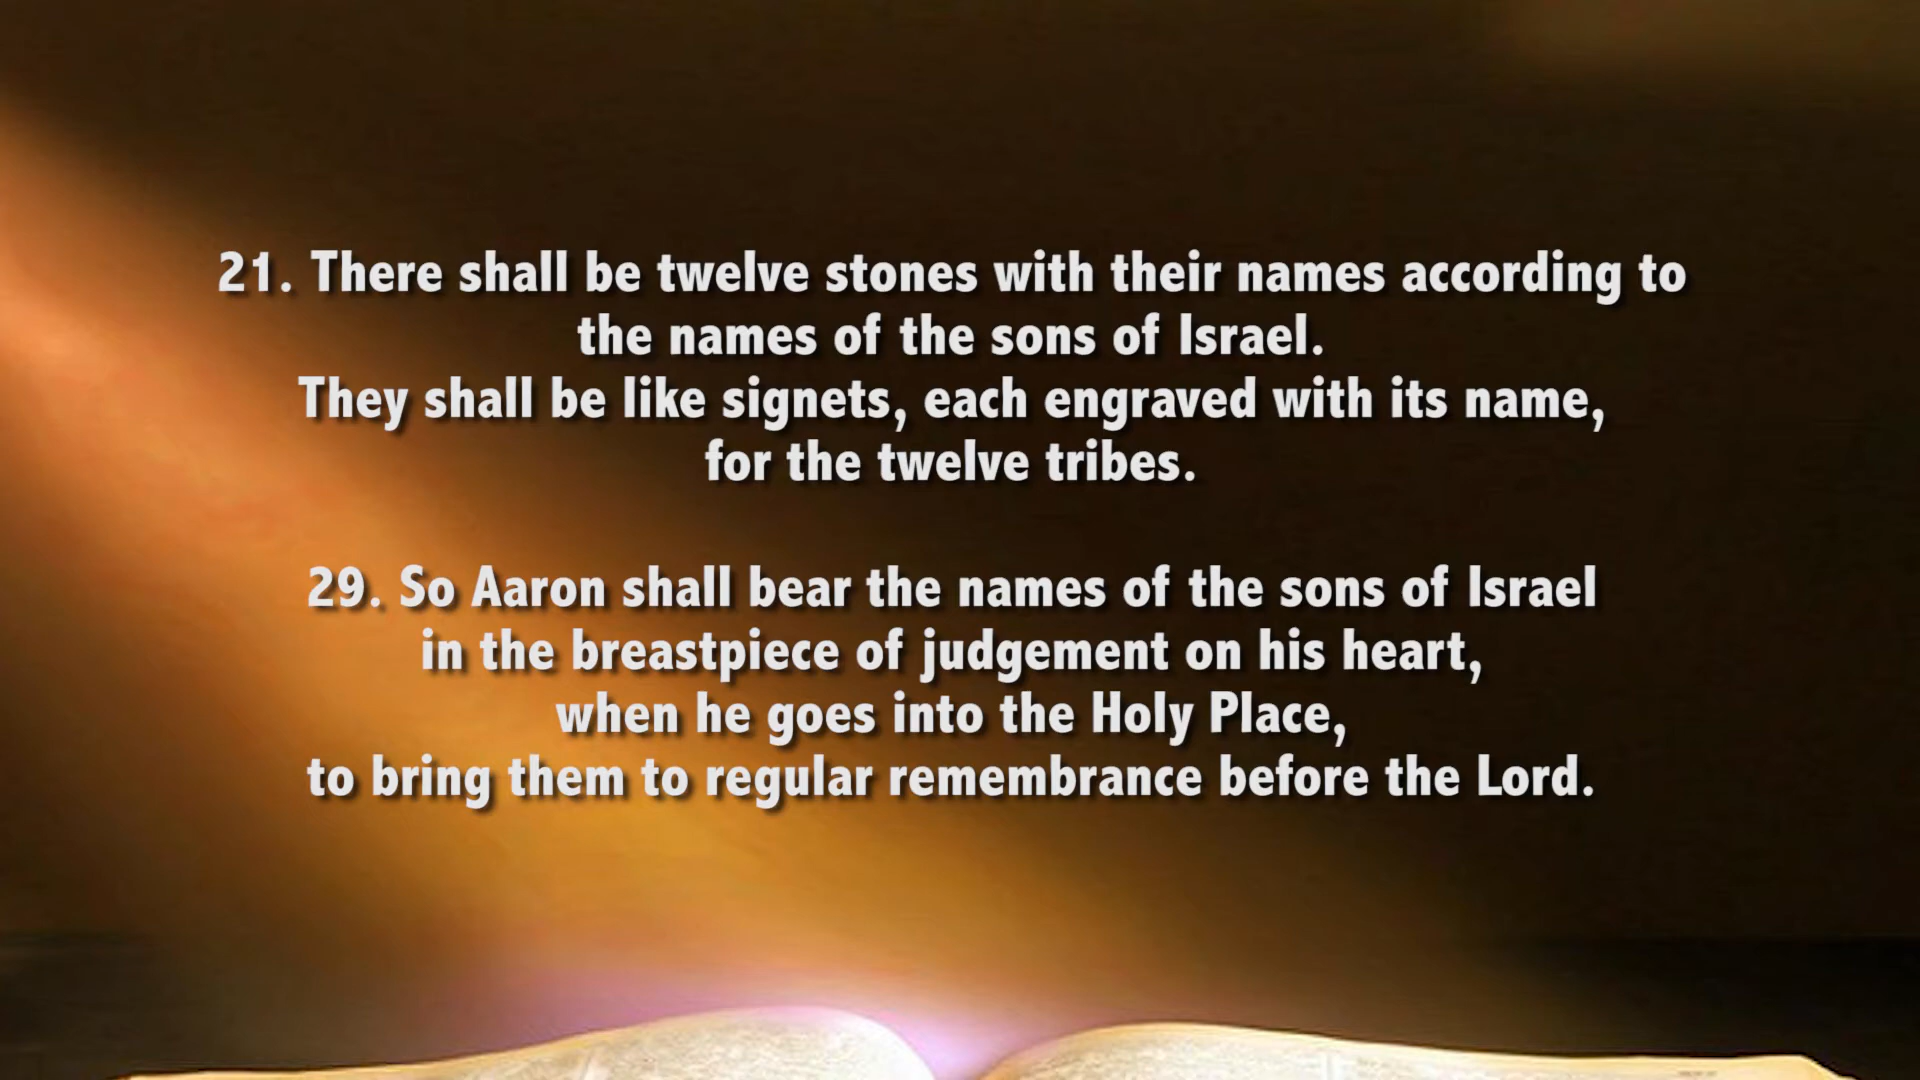 21. There shall be twelve stones with their names according to
the names of the sons of Israel.
They shall be like signets, each engraved with its name,
for the twelve tribes.
29. So Aaron shall bear the names of the sons of Israel
in the breastpiece of judgement on his heart,
when he goes into the Holy Place,
to bring them to regular remembrance before the Lord.